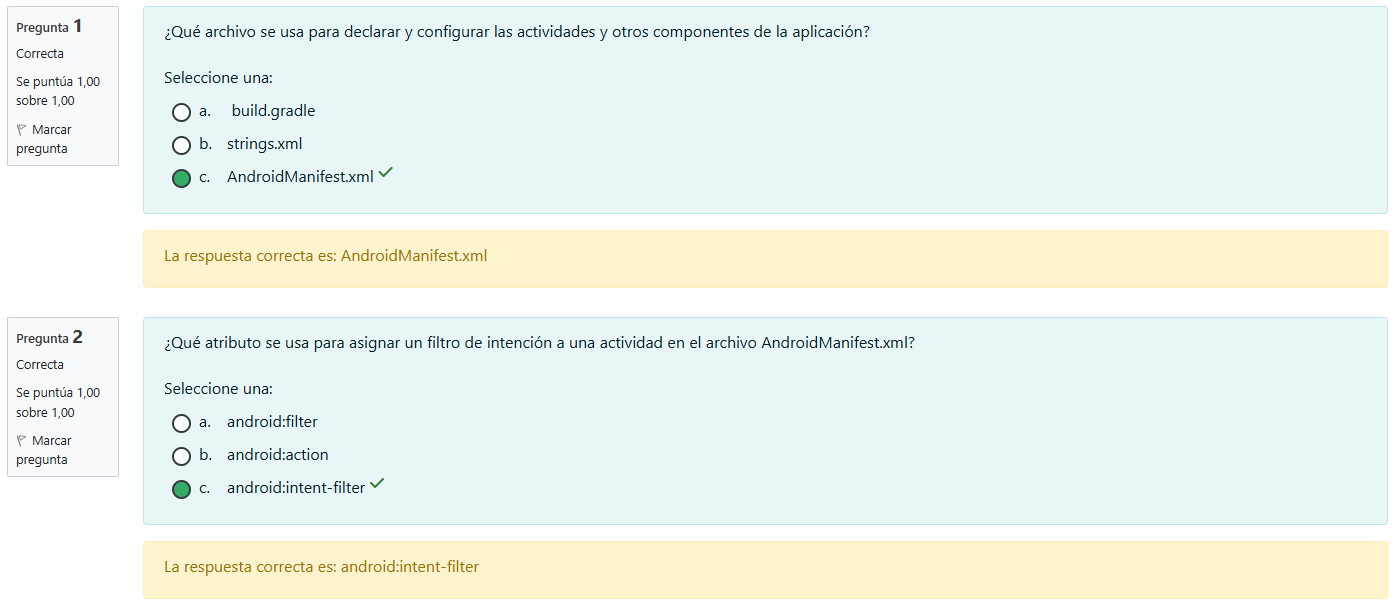 Pregunta 1
Correcta
Se puntúa 1,00
sobre 1,00
Marcar
pregunta
¿Qué archivo se usa para declarar y configurar las actividades y otros componentes de la aplicación?
Seleccione una:
a. build.gradle
b. strings.xml
c. AndroidManifest.xml
La respuesta correcta es: AndroidManifest.xml
Pregunta 2
Correcta
Se puntúa 1,00
sobre 1,00
Marcar
pregunta
¿Qué atributo se usa para asignar un filtro de intención a una actividad en el archivo AndroidManifest.xml?
Seleccione una:
a. android:filter
b. android:action
c. android:intent-filter
La respuesta correcta es: android:intent-filter